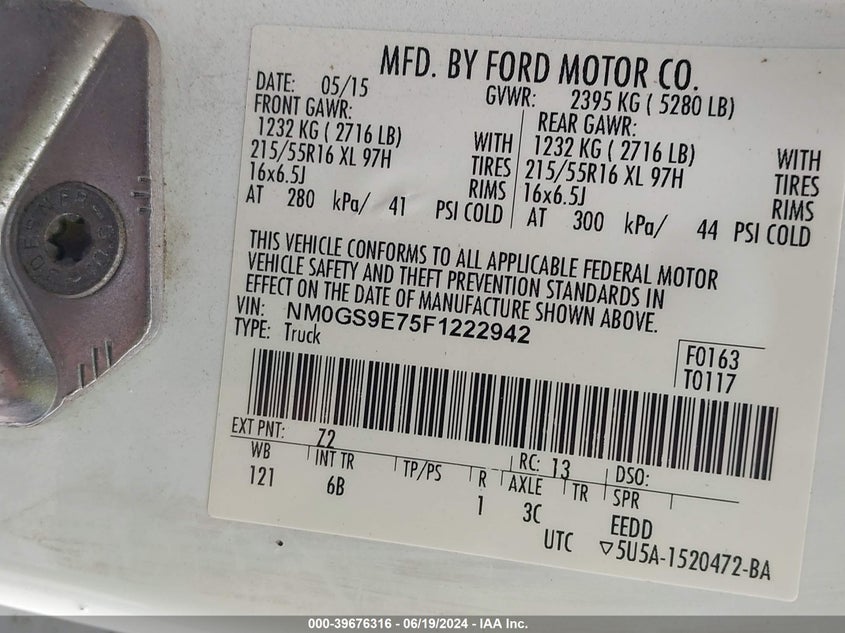 MFD. BY FORD MOTOR CO.
DATE: 05/15 GVWR: 2395 KG ( 5280 LB)
FRONT GAWR: REAR GAWR:
1232 KG ( 2716 LB) WITH 1232 KG ( 2716 LB) WITH
215/55R16 XL 97H TIRES 215/55R16 XL 97H TIRES
16x6.5J RIMS 16x6.5J RIMS
AT 280 kPa/ 41 PSI COLD AT 300 kPa/ 44 PSI COLD
THIS VEHICLE CONFORMS TO ALL APPLICABLE FEDERAL MOTOR
VEHICLE SAFETY AND THEFT PREVENTION STANDARDS IN
EFFECT ON THE DATE OF MANUFACTURE SHOWN ABOVE.
VIN: NM0GS9E75F1222942
TYPE: Truck
F0163
T0117
EXT PNT: Z2 RC: 13 DSO:
WB INT TR TP/PS R AXLE TR SPR
121 6B 1 3C EEDD
UTC ▽5U5A-1520472-BA
000-39676316 - 06/19/2024 - IAA Inc.